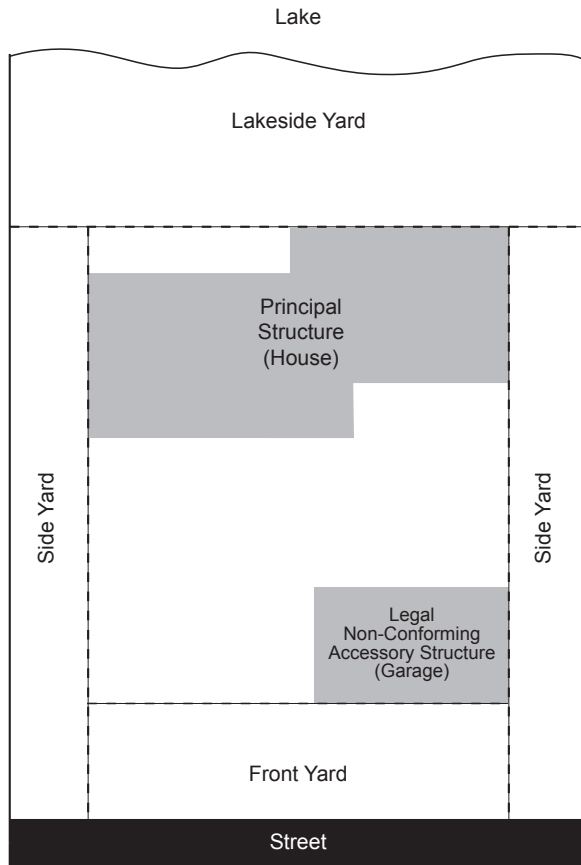 Lake
Lakeside Yard
Principal
Structure
(House)
Side Yard
Side Yard
Legal
Non-Conforming
Accessory Structure
(Garage)
Front Yard
Street